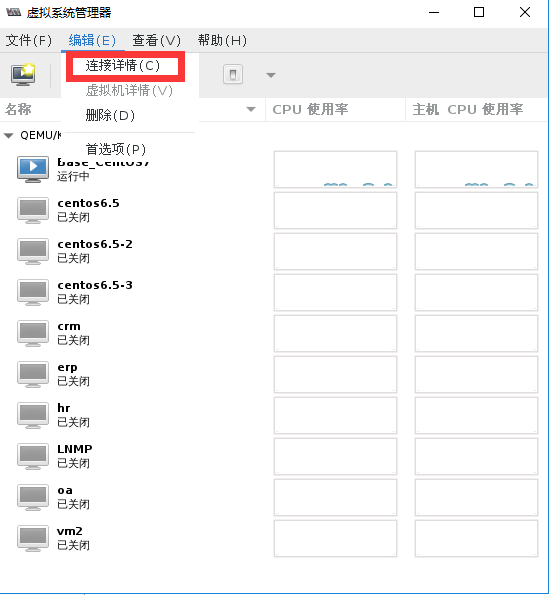 虚拟系统管理器
文件(F) 编辑(E) 查看(V) 帮助(H)
连接详情(C)
虚拟机详情(V)
删除(D)
首选项(P)
名称 CPU 使用率 主机 CPU 使用率
QEMU/K
Base_CentOS7
运行中
centos6.5
已关闭
centos6.5-2
已关闭
centos6.5-3
已关闭
crm
已关闭
erp
已关闭
hr
已关闭
LNMP
已关闭
oa
已关闭
vm2
已关闭